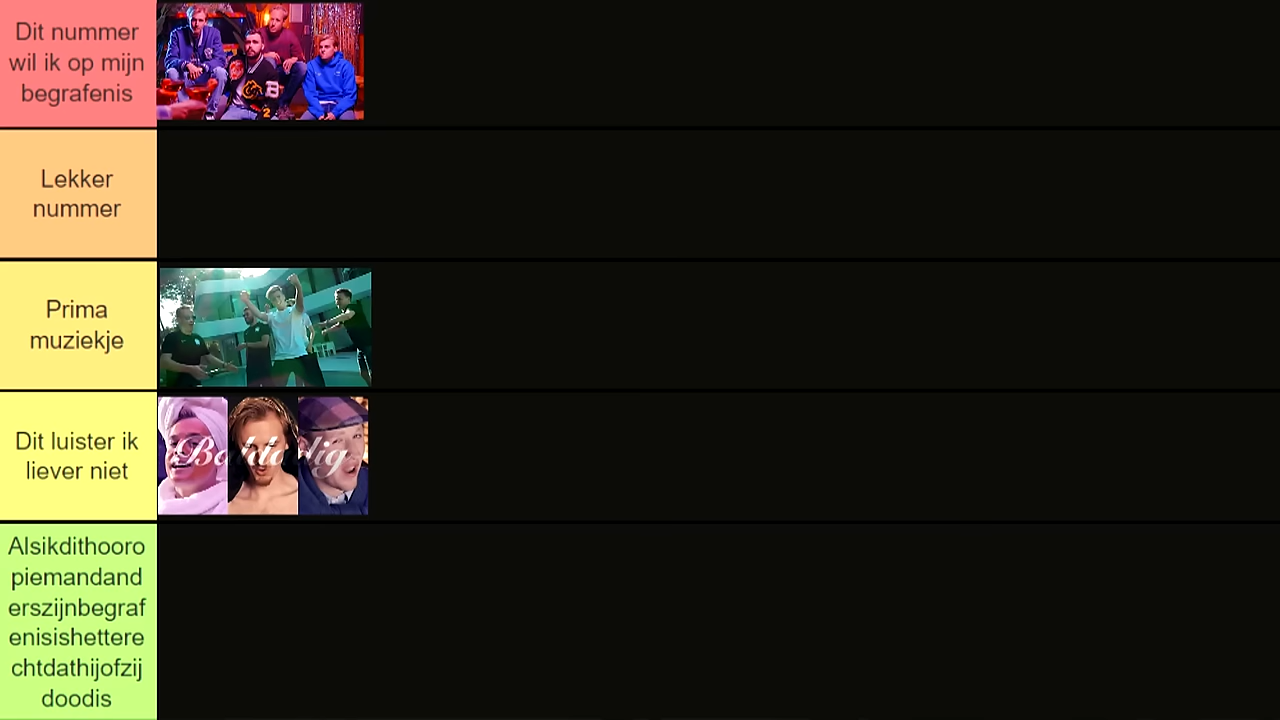 Dit nummer
wil ik op mijn
begrafenis
Lekker
nummer
Prima
muziekje
Dit luister ik
liever niet
Baldadig
Alsikdithooro
piemandand
erszijnbegraf
enisishettere
chtdathijofzij
doodis